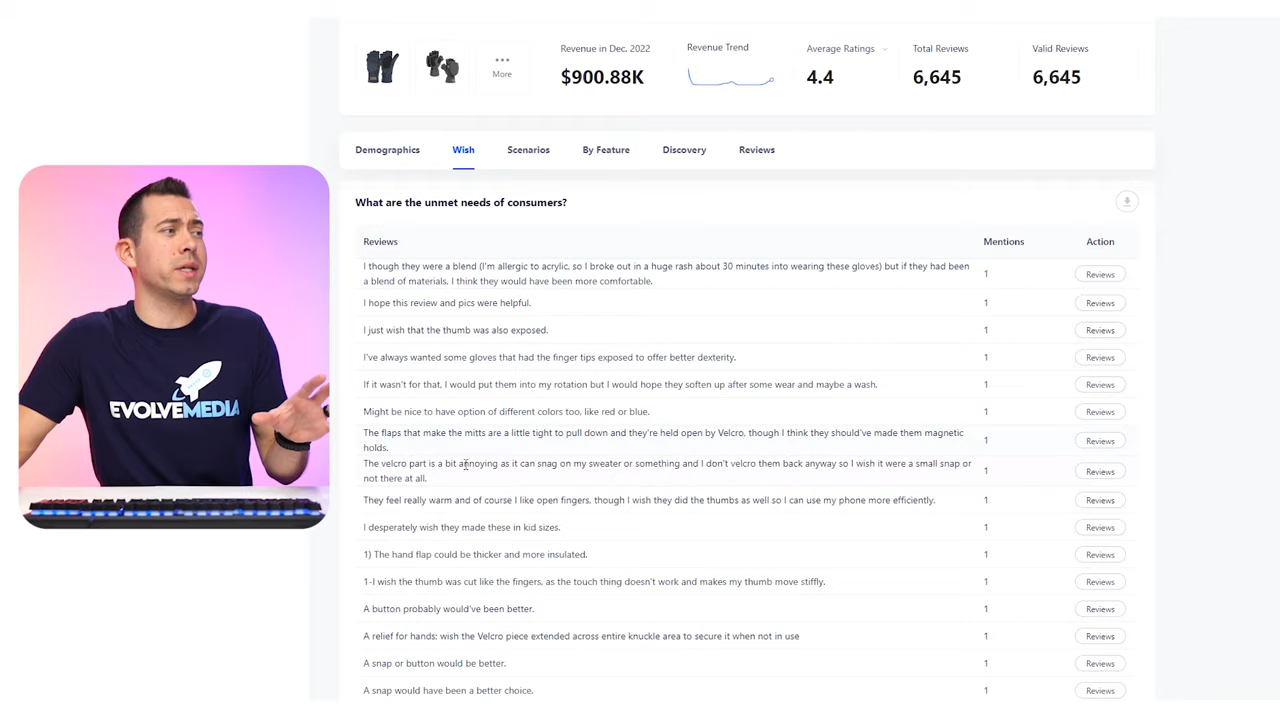 More
Revenue in Dec. 2022
$900.88K
Revenue Trend
Average Ratings
4.4
Total Reviews
6,645
Valid Reviews
6,645
Demographics
Wish
Scenarios
By Feature
Discovery
Reviews
What are the unmet needs of consumers?
Reviews
Mentions
Action
I though they were a blend (I'm allergic to acrylic, so I broke out in a huge rash about 30 minutes into wearing these gloves) but if they had been
a blend of materials, I think they would have been more comfortable.
1
Reviews
I hope this review and pics were helpful.
1
Reviews
I just wish that the thumb was also exposed.
1
Reviews
I've always wanted some gloves that had the finger tips exposed to offer better dexterity.
1
Reviews
If it wasn't for that, I would put them into my rotation but I would hope they soften up after some wear and maybe a wash.
1
Reviews
Might be nice to have option of different colors too, like red or blue.
1
Reviews
The flaps that make the mitts are a little tight to pull down and they're held open by Velcro, though I think they should've made them magnetic
holds.
1
Reviews
The velcro part is a bit annoying as it can snag on my sweater or something and I don't velcro them back anyway so I wish it were a small snap or
not there at all.
1
Reviews
They feel really warm and of course I like open fingers, though I wish they did the thumbs as well so I can use my phone more efficiently.
1
Reviews
I desperately wish they made these in kid sizes.
1
Reviews
1) The hand flap could be thicker and more insulated.
1
Reviews
1-I wish the thumb was cut like the fingers, as the touch thing doesn't work and makes my thumb move stiffly.
1
Reviews
A button probably would've been better.
1
Reviews
A relief for hands: wish the Velcro piece extended across entire knuckle area to secure it when not in use
1
Reviews
A snap or button would be better.
1
Reviews
A snap would have been a better choice.
1
Reviews
EVOLVEMEDIA